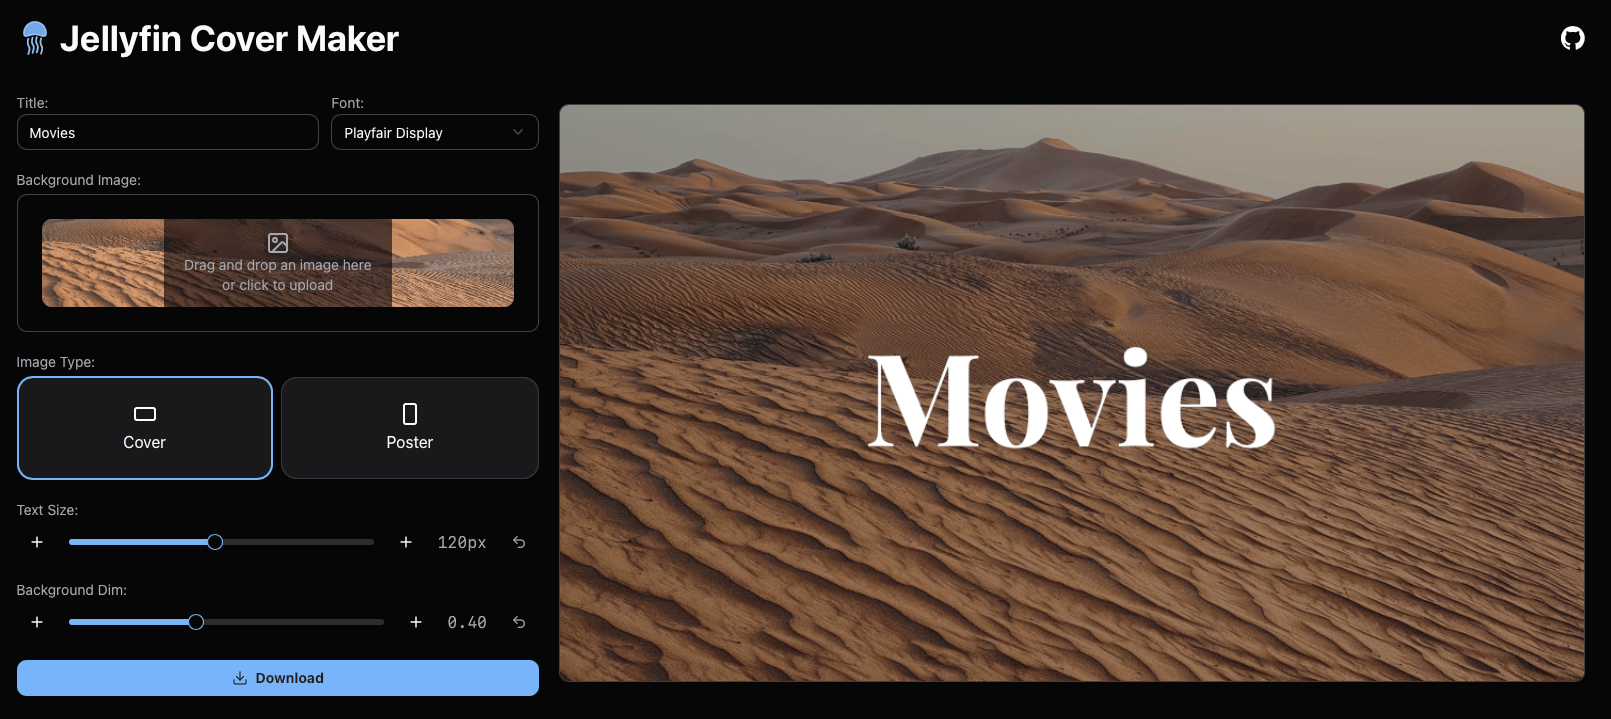 Jellyfin Cover Maker
Title:
Font:
Movies
Playfair Display
Background Image:
Drag and drop an image here
or click to upload
Image Type:
Cover
Poster
Text Size:
+
+
120px
Background Dim:
+
+
0.40
Download
Movies